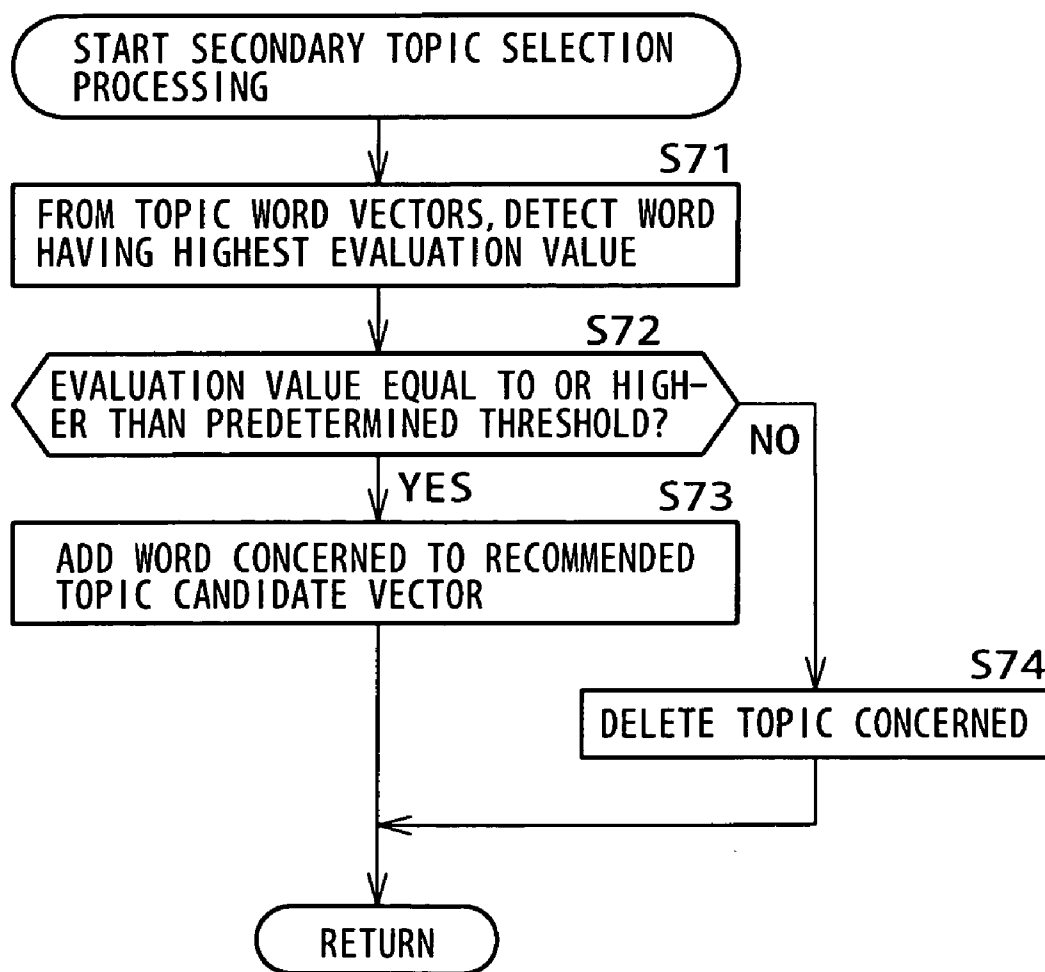 START SECONDARY TOPIC SELECTION
PROCESSING
S71
FROM TOPIC WORD VECTORS, DETECT WORD
HAVING HIGHEST EVALUATION VALUE
S72
EVALUATION VALUE EQUAL TO OR HIGH-
ER THAN PREDETERMINED THRESHOLD?
NO
YES
S73
ADD WORD CONCERNED TO RECOMMENDED
TOPIC CANDIDATE VECTOR
S74
DELETE TOPIC CONCERNED
RETURN